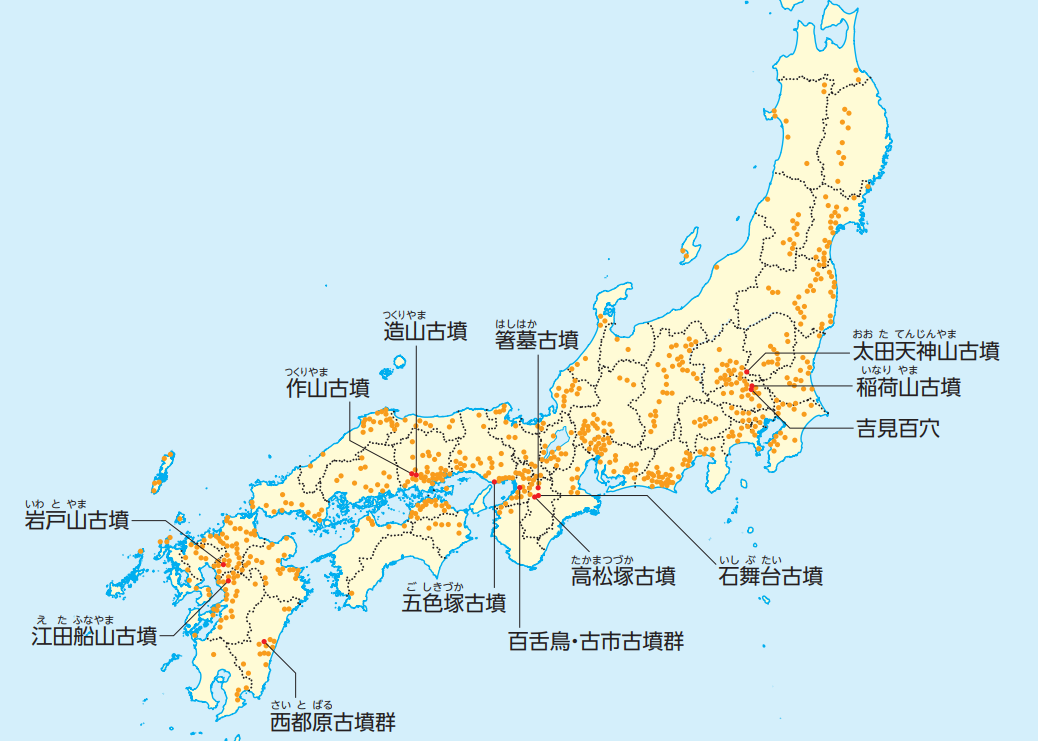 つくりやま
造山古墳
はしはか
箸墓古墳
つくりやま
作山古墳
おお た てんじんやま
太田天神山古墳
いなり やま
稲荷山古墳
吉見百穴
いわ と やま
岩戸山古墳
たかまつづか
高松塚古墳
いし ぶ たい
石舞台古墳
ご しきづか
五色塚古墳
え た ふなやま
江田船山古墳
百舌鳥・古市古墳群
さい と ばる
西都原古墳群